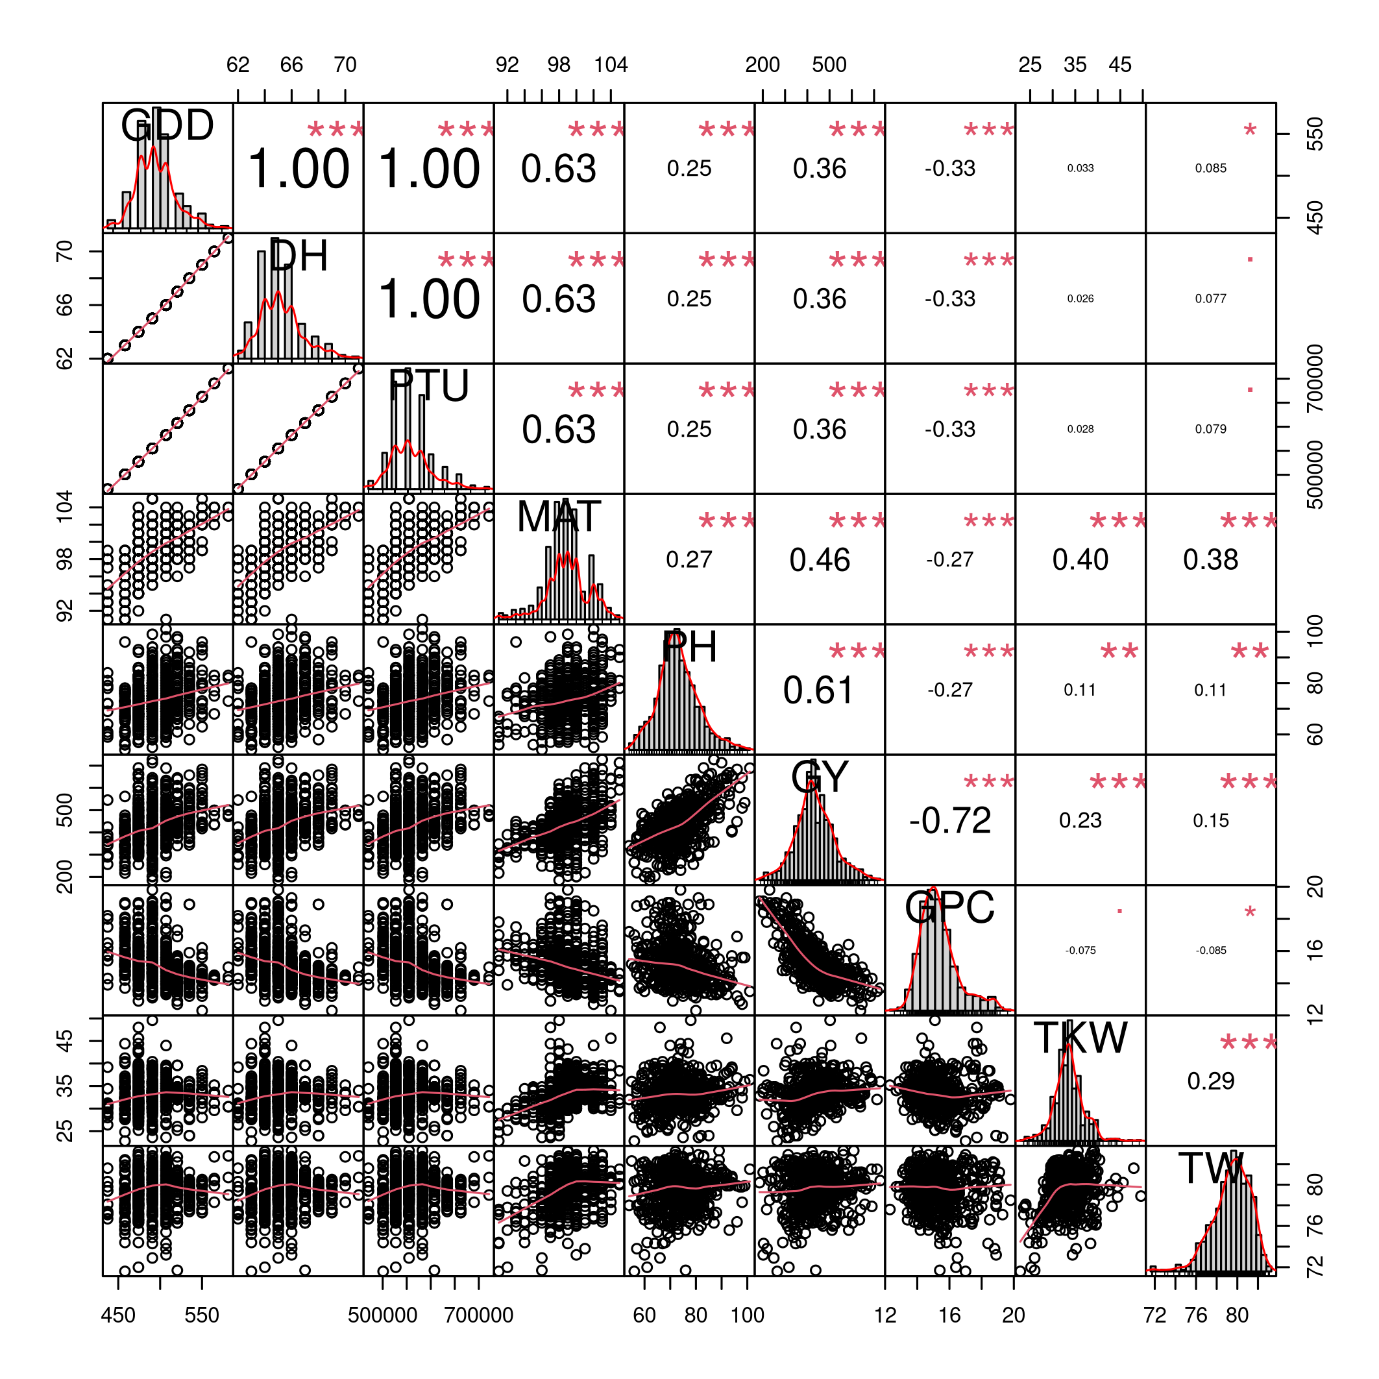 62 66 70 92 98 104 200 500 25 35 45
GDD *** *** *** *** *** *** * 550
1.00 1.00 0.63 0.25 0.36 -0.33 0.033 0.085
450
70 DH *** *** *** *** *** .
66 1.00 0.63 0.25 0.36 -0.33 0.026 0.077
62
PTU *** *** *** *** . 700000
0.63 0.25 0.36 -0.33 0.028 0.079
500000
104 MAT *** *** *** *** ***
98 0.27 0.46 -0.27 0.40 0.38
92
PH *** *** ** ** 100
0.61 -0.27 0.11 0.11 80
60
GY *** *** ***
500 -0.72 0.23 0.15
200
GPC . * 20
-0.075 -0.085 16
12
45 TKW ***
35 0.29
25
TW 80
76
72
450 550 500000 700000 60 80 100 12 16 20 72 76 80